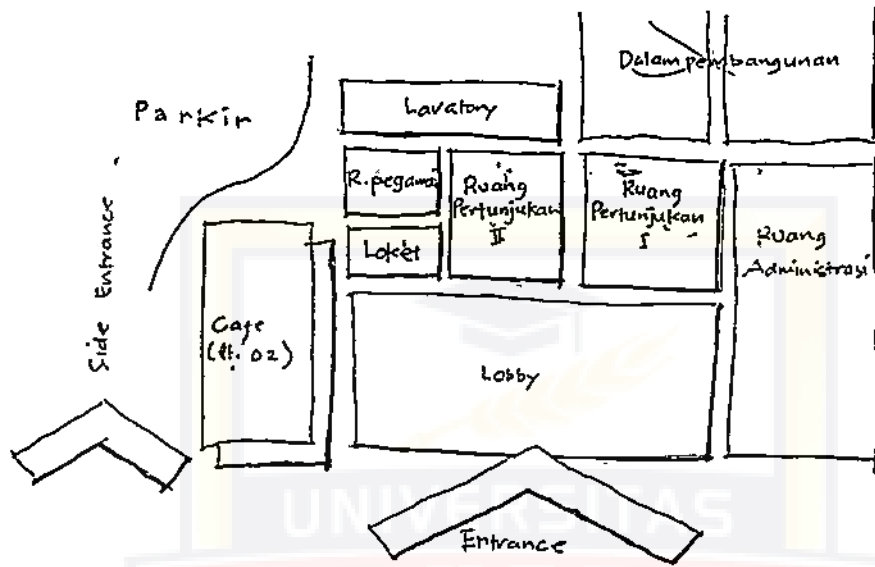 Dalam pembangunan
Parkir
Lavatory
R.pegawai
Ruang
Pertunjukan
II
Ruang
Pertunjukan
I
Loket
Ruang
Administrasi
Side Entrance
Cafe
(lt. 02)
Lobby
UNIVERSITAS
Entrance